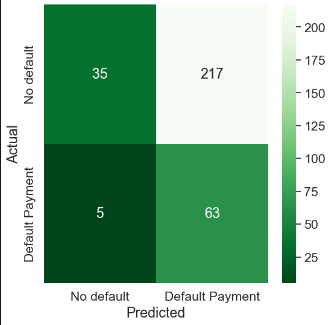 No default
35
217
Default Payment
5
63
Actual
No default
Default Payment
Predicted
200
175
150
125
100
75
50
25